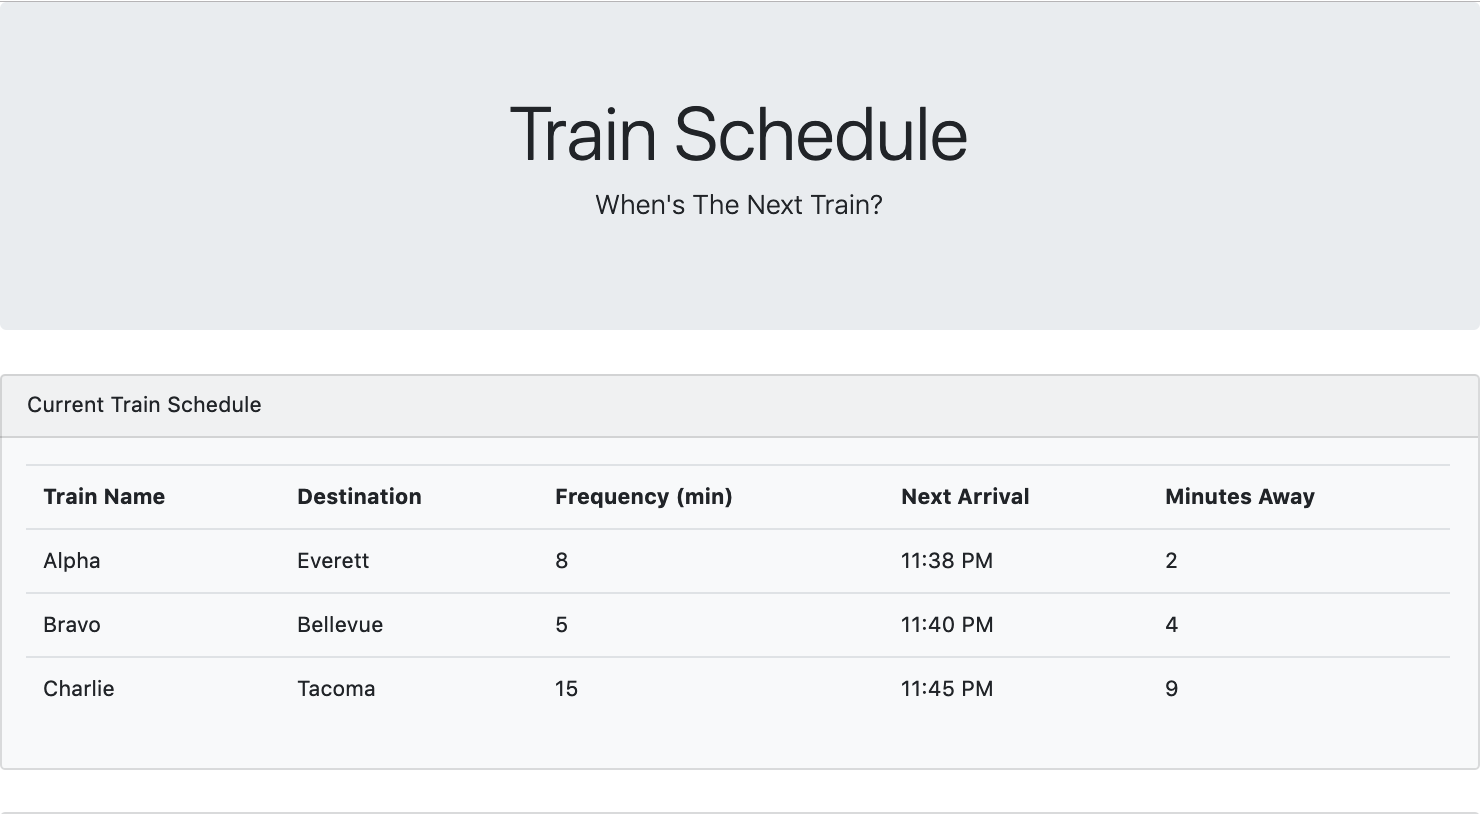 Train Schedule
When's The Next Train?
Current Train Schedule
Train Name Destination Frequency (min) Next Arrival Minutes Away
Alpha Everett 8 11:38 PM 2
Bravo Bellevue 5 11:40 PM 4
Charlie Tacoma 15 11:45 PM 9